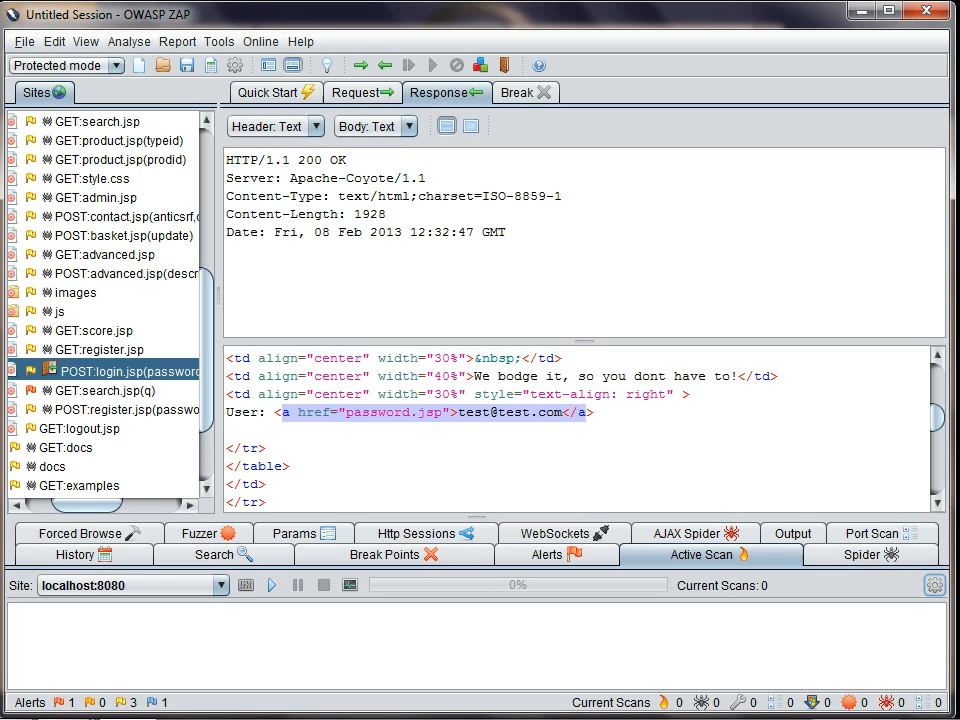 Untitled Session - OWASP ZAP
File Edit View Analyse Report Tools Online Help
Protected mode
Sites
Quick Start Request Response Break
Header: Text Body: Text
GET:search.jsp
GET:product.jsp(typeid)
GET:product.jsp(prodid)
GET:style.css
GET:admin.jsp
POST:contact.jsp(anticsrf,c
POST:basket.jsp(update)
GET:advanced.jsp
POST:advanced.jsp(descr
images
js
GET:score.jsp
GET:register.jsp
POST:login.jsp(password
GET:search.jsp(q)
POST:register.jsp(passwo
GET:logout.jsp
GET:docs
docs
GET:examples
HTTP/1.1 200 OK
Server: Apache-Coyote/1.1
Content-Type: text/html;charset=ISO-8859-1
Content-Length: 1928
Date: Fri, 08 Feb 2013 12:32:47 GMT
<td align="center" width="30%">&nbsp;</td>
<td align="center" width="40%">We bodge it, so you dont have to!</td>
<td align="center" width="30%" style="text-align: right" >
User: <a href="password.jsp">test@test.com</a>
</tr>
</table>
</td>
</tr>
Forced Browse Fuzzer Params Http Sessions WebSockets AJAX Spider Output Port Scan
History Search Break Points Alerts Active Scan Spider
Site: localhost:8080 0% Current Scans: 0
Alerts 1 0 3 1 Current Scans 0 0 0 0 0 0 0 0